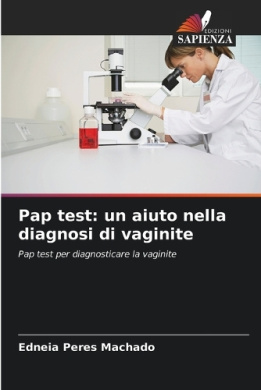 EDIZIONI
SAPIENZA
Pap test: un aiuto nella
diagnosi di vaginite
Pap test per diagnosticare la vaginite
Edneia Peres Machado